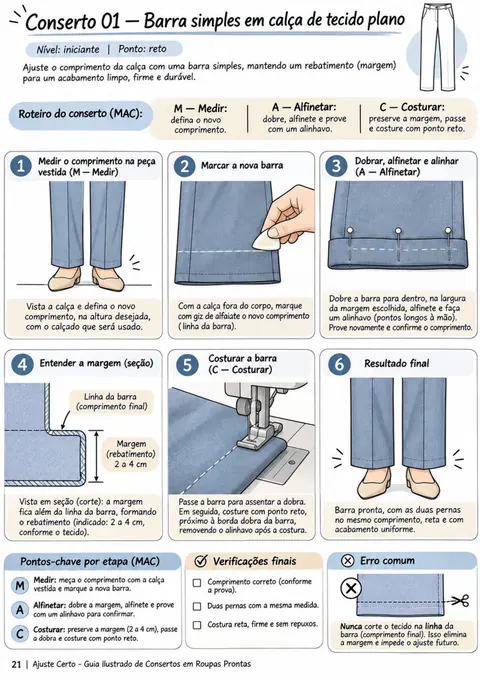 Conserto 01 — Barra simples em calça de tecido plano
Nível: iniciante | Ponto: reto
Ajuste o comprimento da calça com uma barra simples, mantendo um rebatimento (margem)
para um acabamento limpo, firme e durável.
Roteiro do conserto (MAC):
M — Medir:
defina o novo
comprimento.
A — Alfinetar:
dobre, alfinete e prove
com um alinhavo.
C — Costurar:
preserve a margem, passe
e costure com ponto reto.
1 Medir o comprimento na peça
vestida (M — Medir)
Vista a calça e defina o novo
comprimento, na altura desejada,
com o calçado que será usado.
2 Marcar a nova barra
Com a calça fora do corpo, marque
com giz de alfaiate o novo comprimento
(linha da barra).
3 Dobrar, alfinetar e alinhar
(A — Alfinetar)
Dobre a barra para dentro, na largura
da margem escolhida, alfinete e faça
um alinhavo (pontos longos à mão).
Prove novamente e confirme o comprimento.
4 Entender a margem (seção)
Linha da barra
(comprimento final)
Margem
(rebatimento)
2 a 4 cm
Vista em seção (corte): a margem
fica além da linha da barra, formando
o rebatimento (indicado: 2 a 4 cm,
conforme o tecido).
5 Costurar a barra
(C — Costurar)
Passe a barra para assentar a dobra.
Em seguida, costure com ponto reto,
próximo à borda dobra da barra,
removendo o alinhavo após a costura.
6 Resultado final
Barra pronta, com as duas pernas
no mesmo comprimento, reta e com
acabamento uniforme.
Pontos-chave por etapa (MAC)
M Medir: meça o comprimento com a calça
vestida e marque a nova barra.
A Alfinetar: dobre a margem, alfinete e prove
com um alinhavo para confirmar.
C Costurar: preserve a margem (2 a 4 cm), passe
a dobra e costure com ponto reto.
Verificações finais
Comprimento correto (conforme
a prova).
Duas pernas com a mesma medida.
Costura reta, firme e sem repuxos.
Erro comum
Nunca corte o tecido na linha da
barra (comprimento final). Isso elimina
a margem e impede o ajuste futuro.
21 | Ajuste Certo - Guia Ilustrado de Consertos em Roupas Prontas